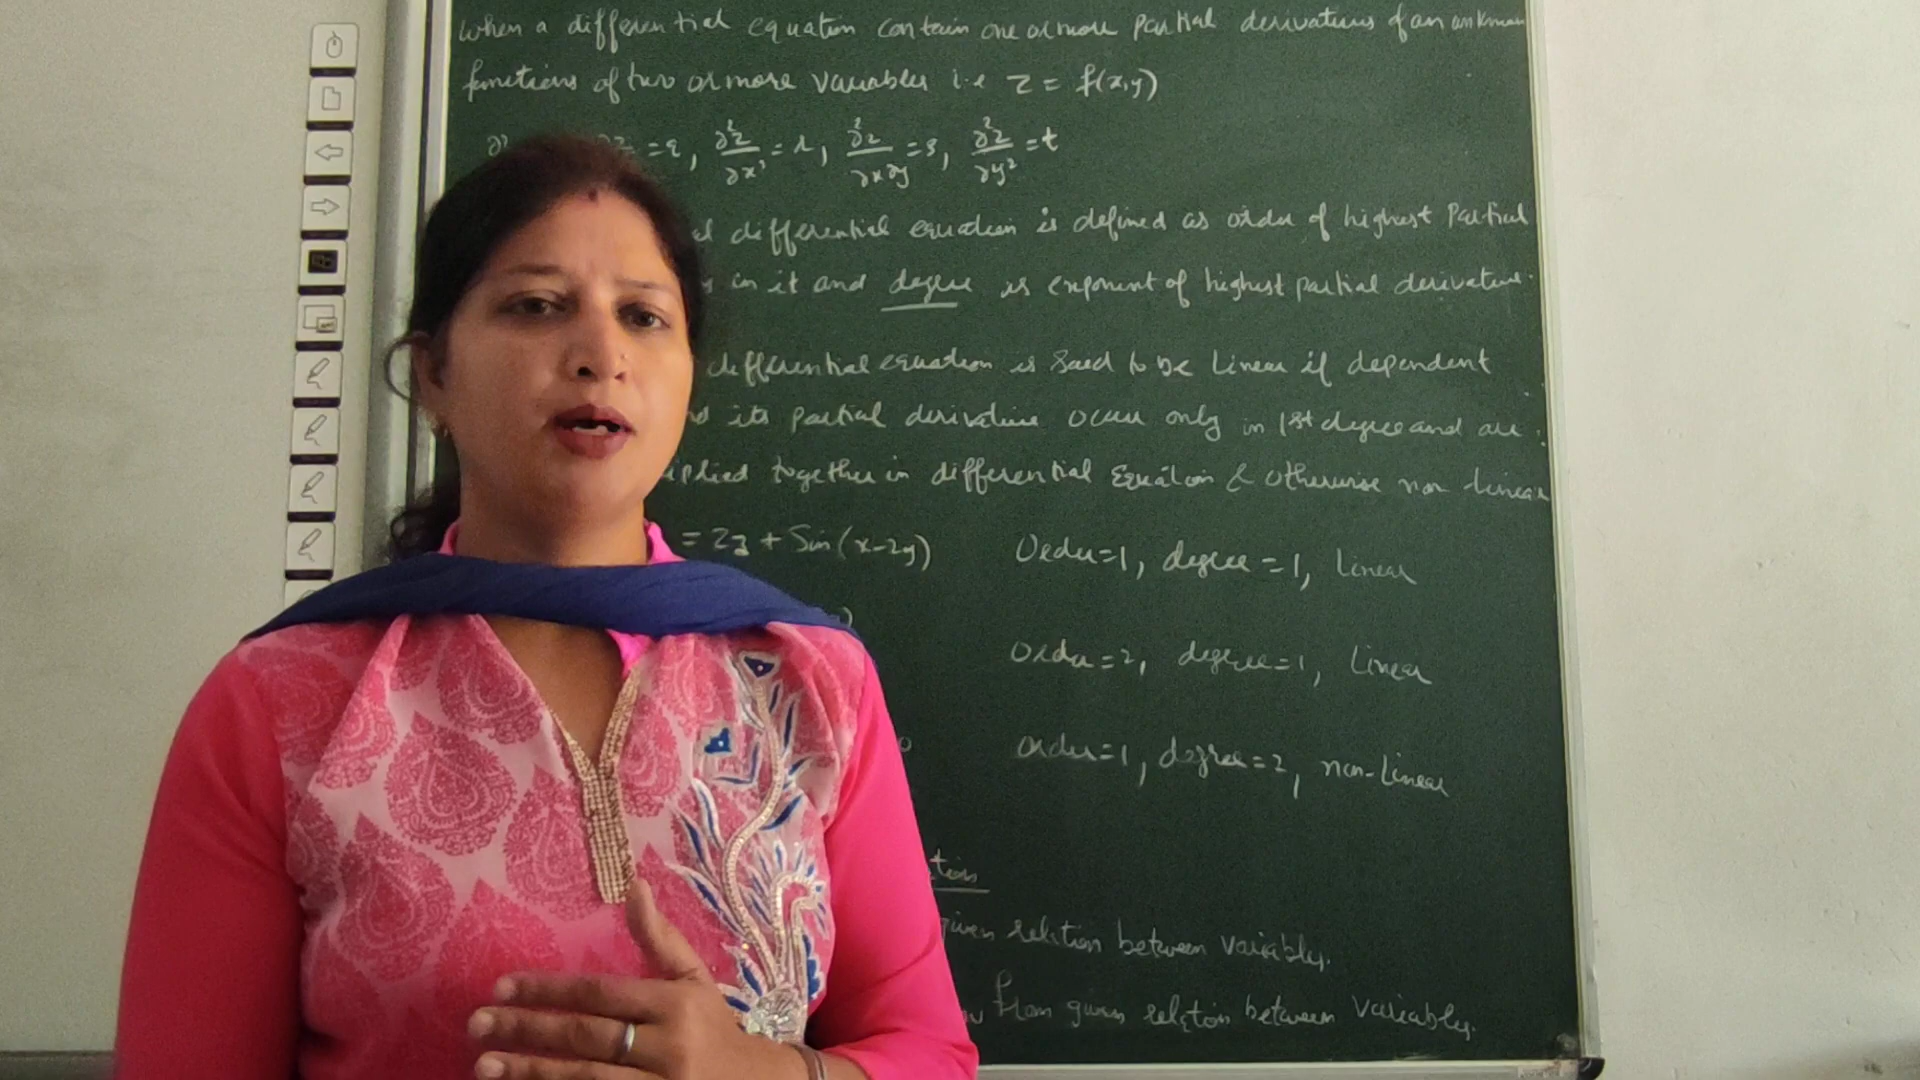 When a differential equation contain one or more partial derivatives of an unknown
functions of two or more variables i.e z = f(x,y)
= q, ∂²z/∂x² = r, ∂²z/∂x∂y = s, ∂²z/∂y² = t
differential equation is defined as order of highest Partial
in it and degree is exponent of highest partial derivative.
differential equation is said to be Linear if dependent
its partial derivative occur only in 1st degree and are
together in differential Equation & otherwise non linear
= 2z + Sin(x-2y) Order=1, degree=1, Linear
Order=2, degree=1, Linear
Order=1, degree=2, non-Linear
given relation between variables.
from given relation between variables.